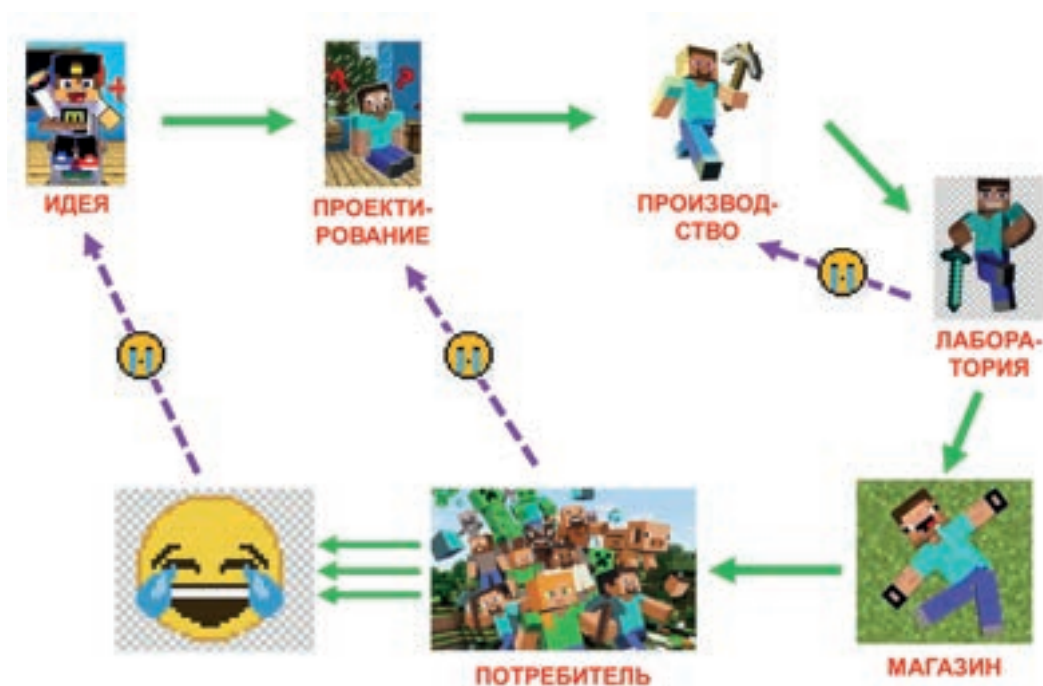 ИДЕЯ
ПРОЕКТИ-
РОВАНИЕ
ПРОИЗВОД-
СТВО
ЛАБОРА-
ТОРИЯ
ПОТРЕБИТЕЛЬ
МАГАЗИН